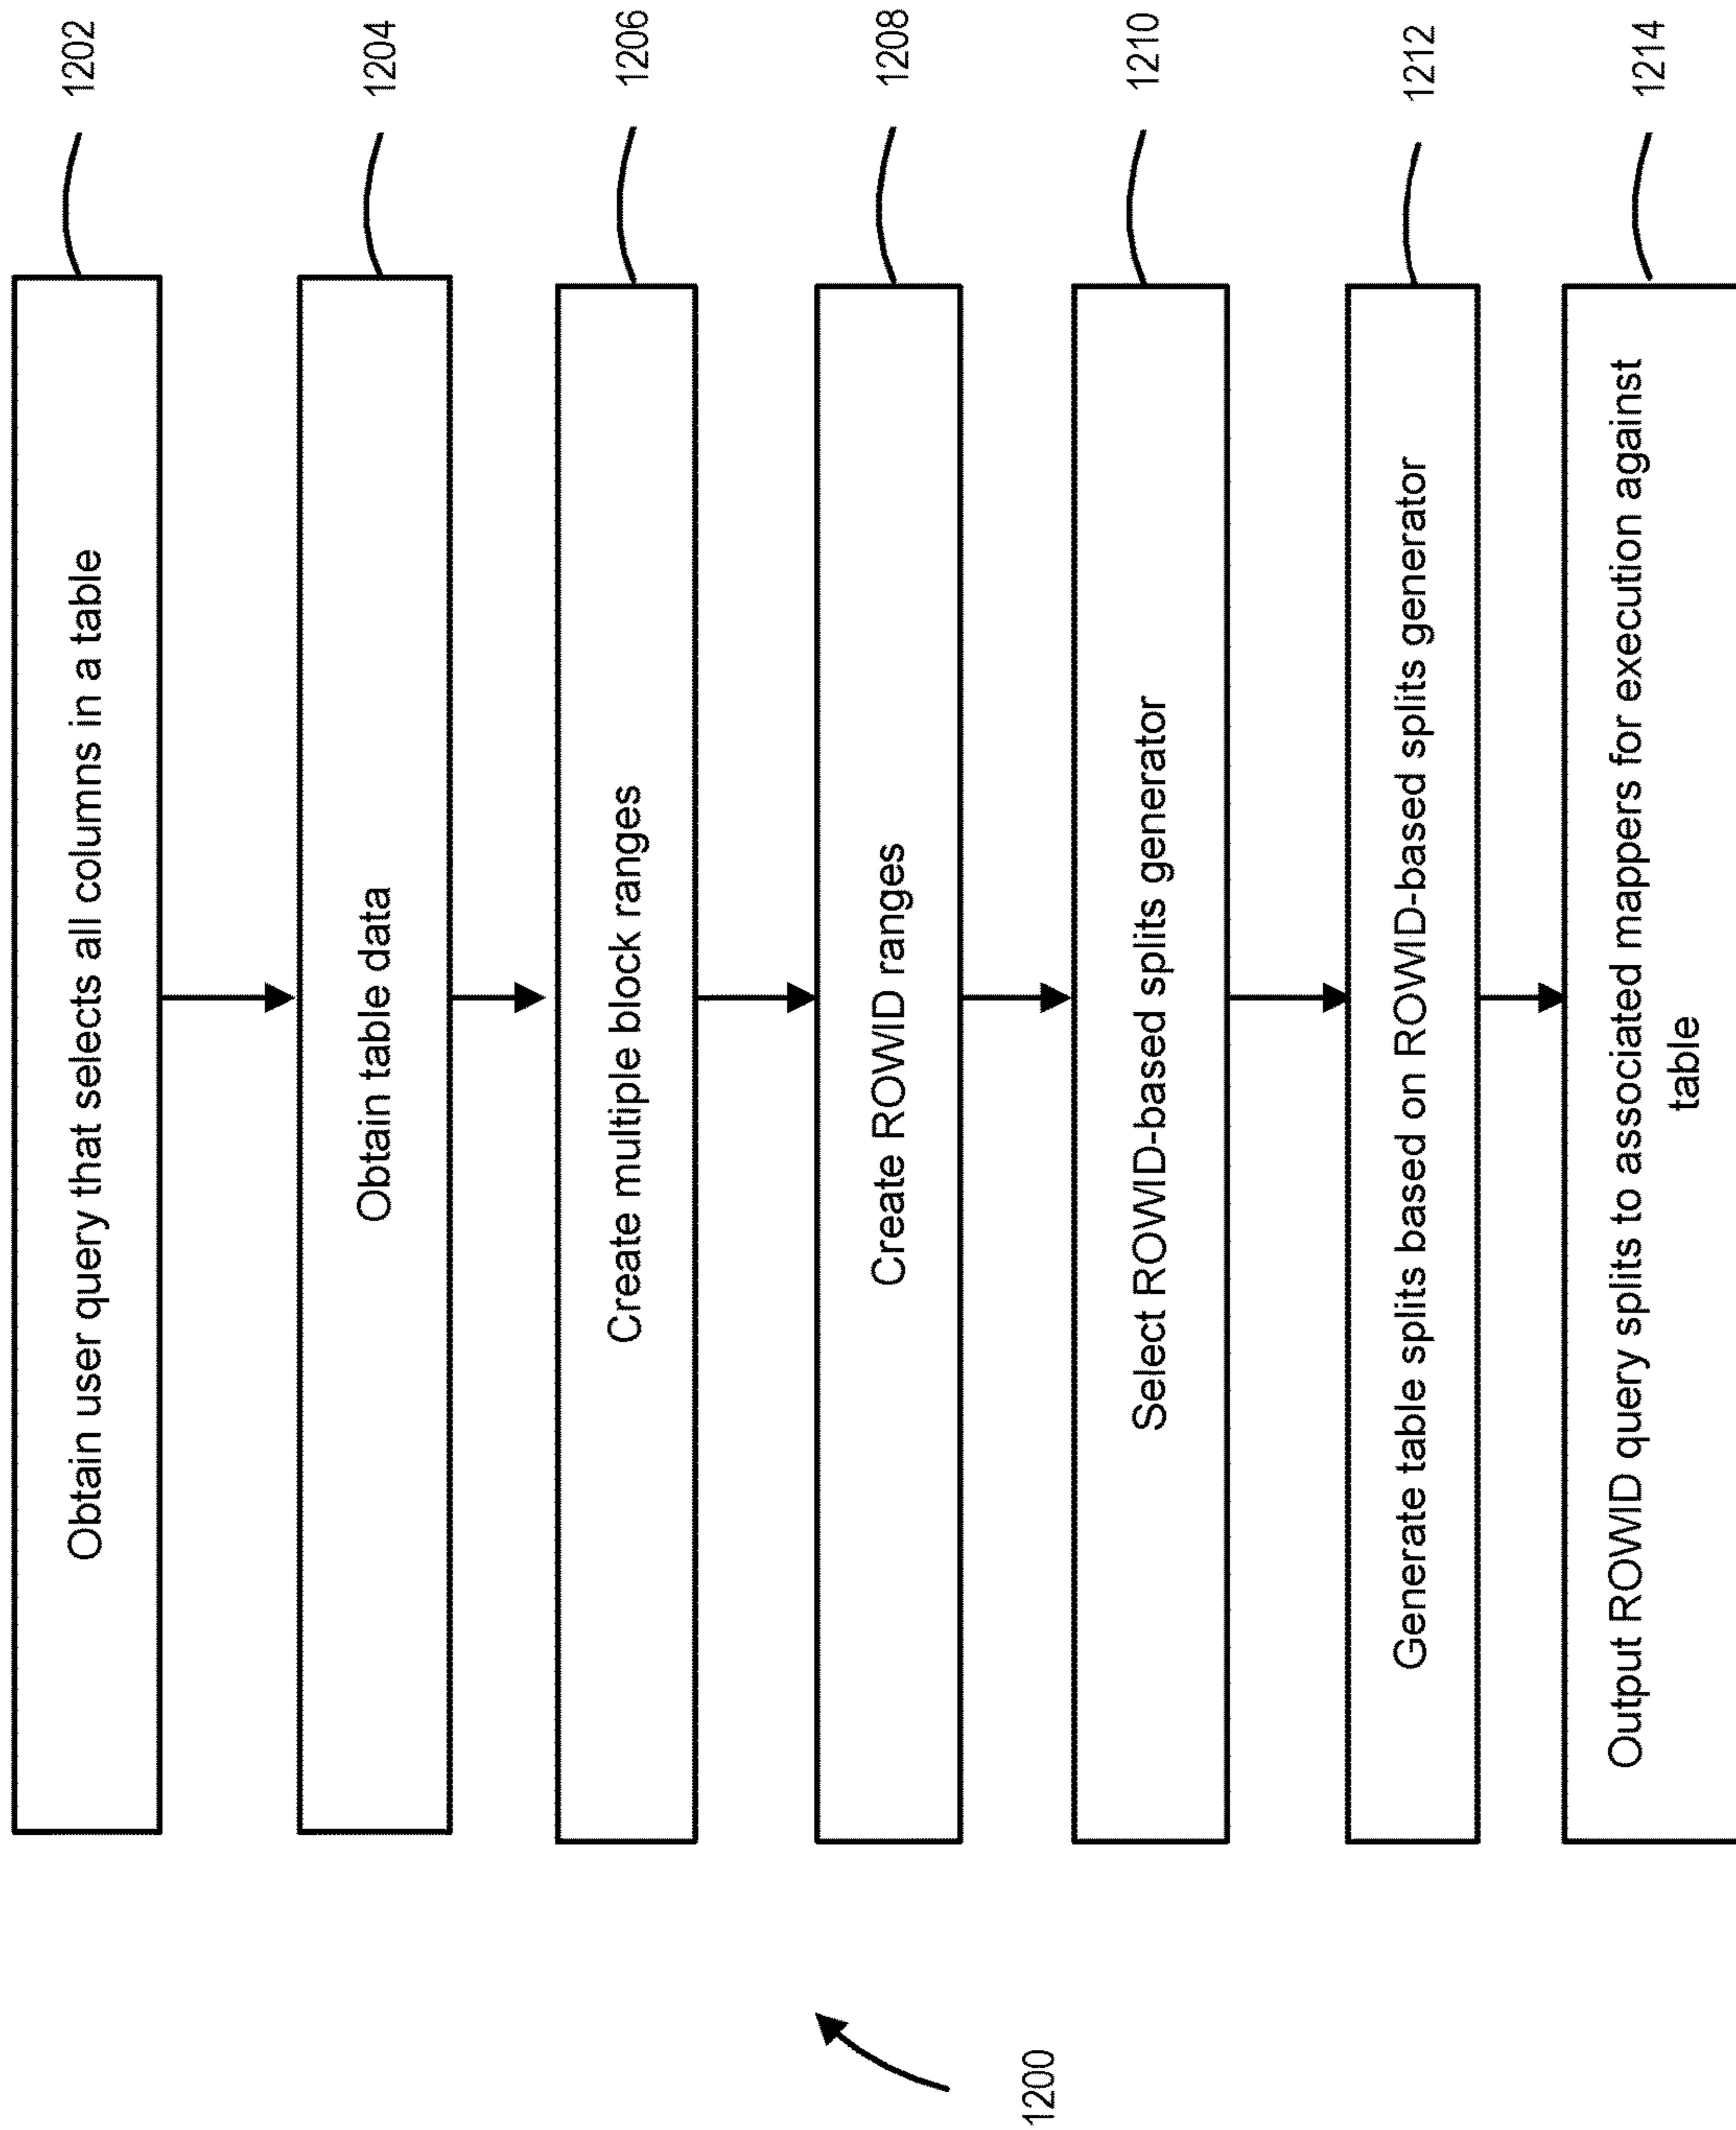 Obtain user query that selects all columns in a table
1202
Obtain table data
1204
Create multiple block ranges
1206
Create ROWID ranges
1208
Select ROWID-based splits generator
1210
Generate table splits based on ROWID-based splits generator
1212
Output ROWID query splits to associated mappers for execution against
table
1214
1200